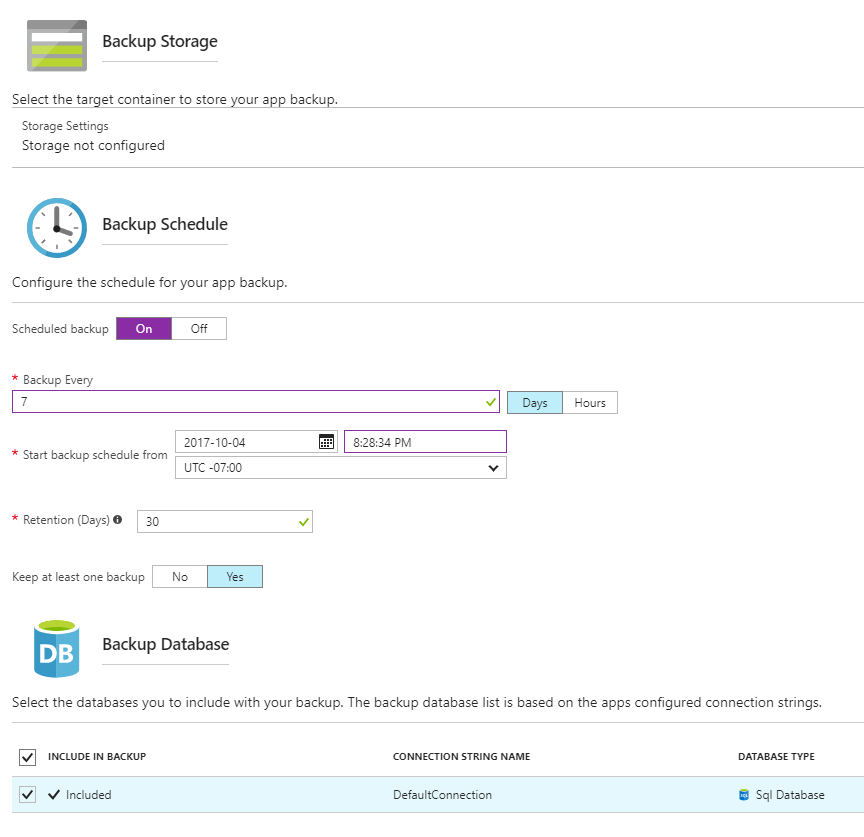 Backup Storage
Select the target container to store your app backup.
Storage Settings
Storage not configured
Backup Schedule
Configure the schedule for your app backup.
Scheduled backup On Off
* Backup Every
7 Days Hours
* Start backup schedule from 2017-10-04 8:28:34 PM
UTC -07:00
* Retention (Days) 30
Keep at least one backup No Yes
DB Backup Database
Select the databases you to include with your backup. The backup database list is based on the apps configured connection strings.
INCLUDE IN BACKUP CONNECTION STRING NAME DATABASE TYPE
Included DefaultConnection Sql Database